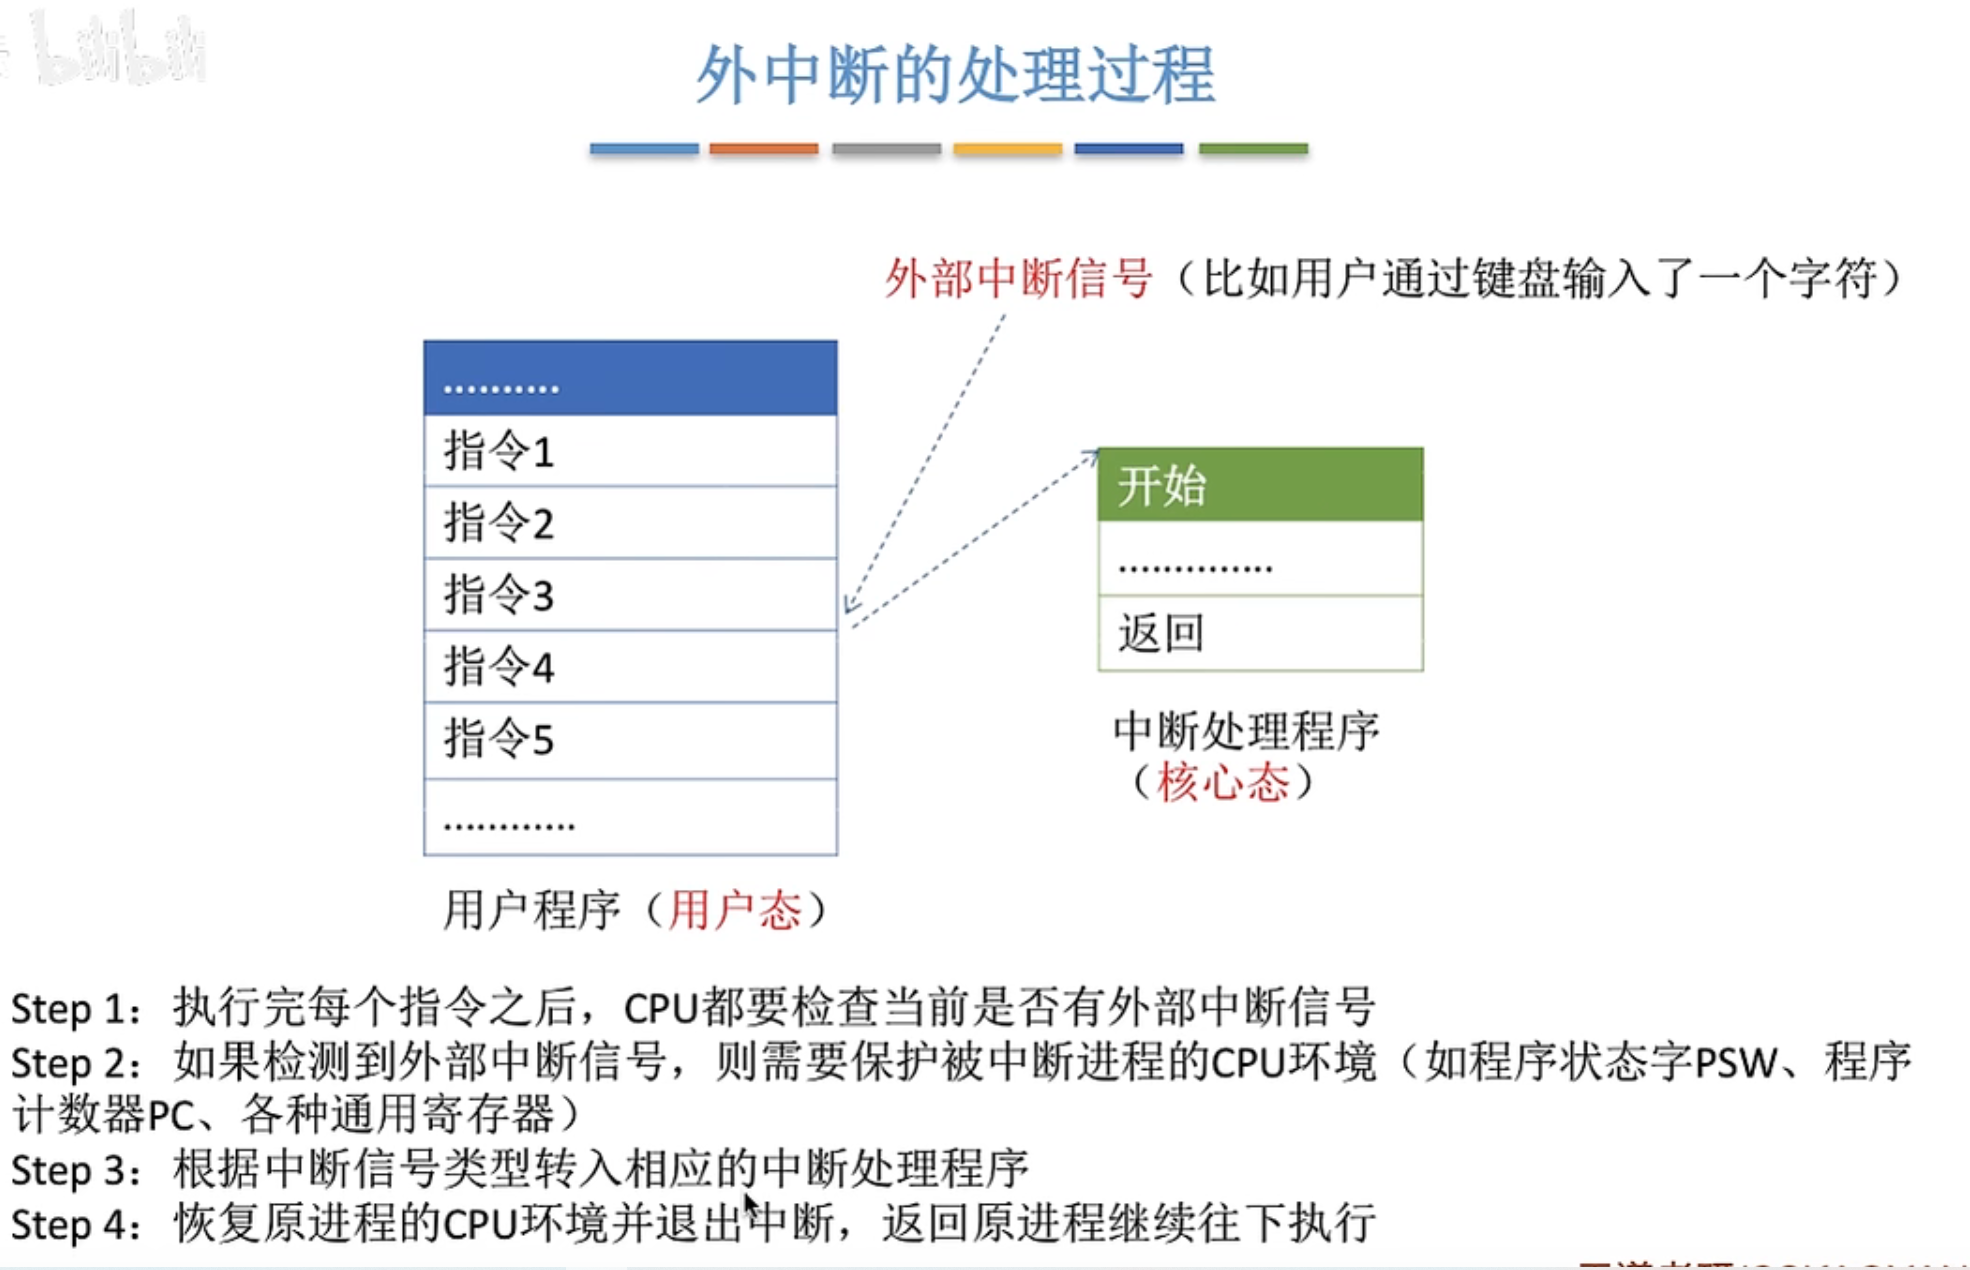 bilibili
外中断的处理过程
外部中断信号（比如用户通过键盘输入了一个字符）
..........
指令1
指令2
指令3
指令4
指令5
............
用户程序（用户态）
开始
..............
返回
中断处理程序
（核心态）
Step 1：执行完每个指令之后，CPU都要检查当前是否有外部中断信号
Step 2：如果检测到外部中断信号，则需要保护被中断进程的CPU环境（如程序状态字PSW、程序
计数器PC、各种通用寄存器）
Step 3：根据中断信号类型转入相应的中断处理程序
Step 4：恢复原进程的CPU环境并退出中断，返回原进程继续往下执行